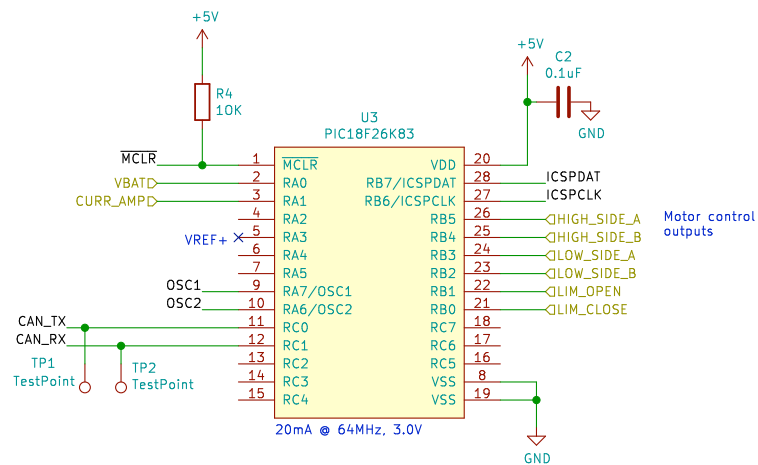 +5V
+5V
C2
0.1uF
R4
10K
GND
U3
PIC18F26K83
MCLR 1 MCLR VDD 20
VBAT 2 RA0 RB7/ICSPDAT 28 ICSPDAT
CURR_AMP 3 RA1 RB6/ICSPCLK 27 ICSPCLK
4 RA2 RB5 26 HIGH_SIDE_A Motor control
VREF+ 5 RA3 RB4 25 HIGH_SIDE_B outputs
6 RA4 RB3 24 LOW_SIDE_A
7 RA5 RB2 23 LOW_SIDE_B
OSC1 9 RA7/OSC1 RB1 22 LIM_OPEN
OSC2 10 RA6/OSC2 RB0 21 LIM_CLOSE
CAN_TX 11 RC0 RC7 18
CAN_RX 12 RC1 RC6 17
13 RC2 RC5 16
14 RC3 VSS 8
15 RC4 VSS 19
TP1
TestPoint
TP2
TestPoint
20mA @ 64MHz, 3.0V
GND